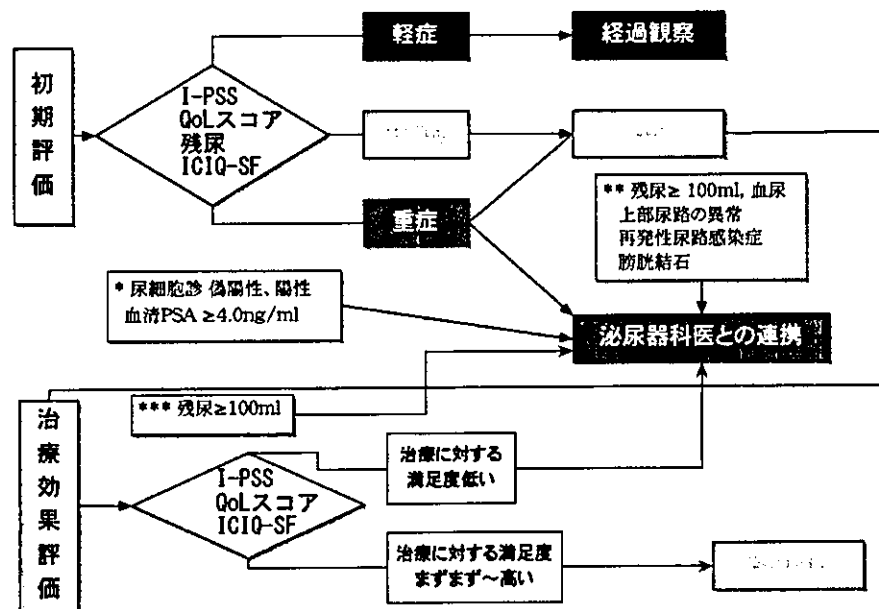 初期評価
I-PSS
QoLスコア
残尿
ICIQ-SF
軽症
経過観察
重症
** 残尿≥ 100ml, 血尿
上部尿路の異常
再発性尿路感染症
膀胱結石
* 尿細胞診 偽陽性、陽性
血清PSA ≥4.0ng/ml
泌尿器科医との連携
*** 残尿≥100ml
治療効果評価
I-PSS
QoLスコア
ICIQ-SF
治療に対する
満足度低い
治療に対する満足度
まずまず～高い